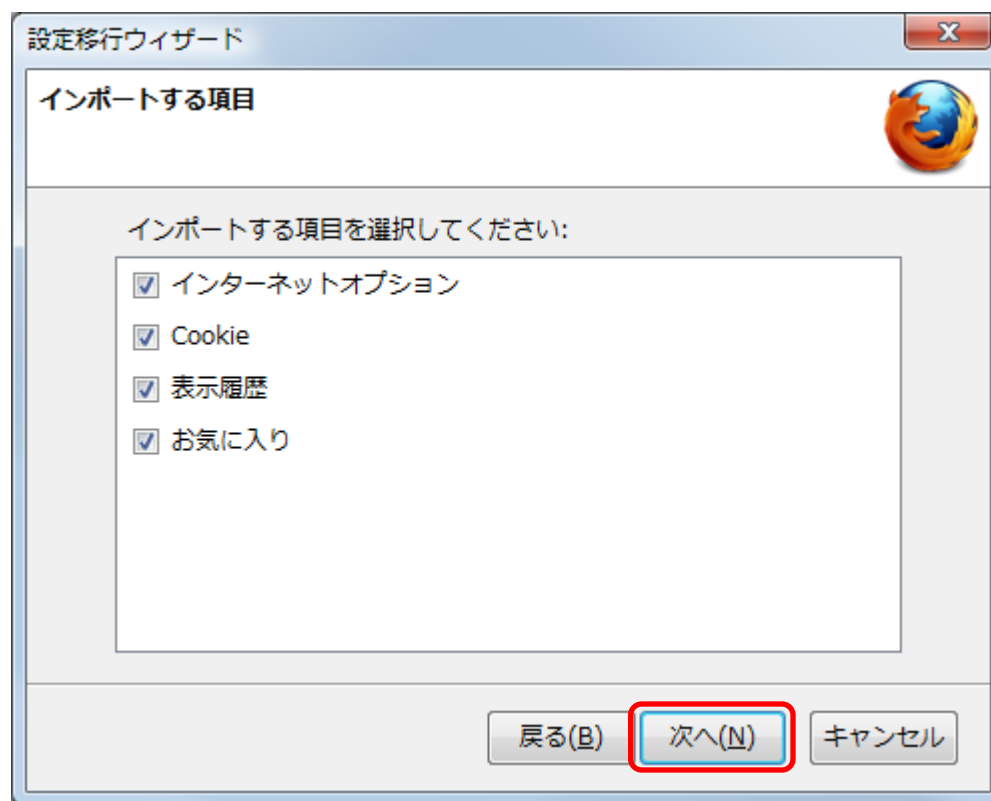 設定移行ウィザード
インポートする項目
インポートする項目を選択してください:
インターネットオプション
Cookie
表示履歴
お気に入り
戻る(B) 次へ(N) キャンセル